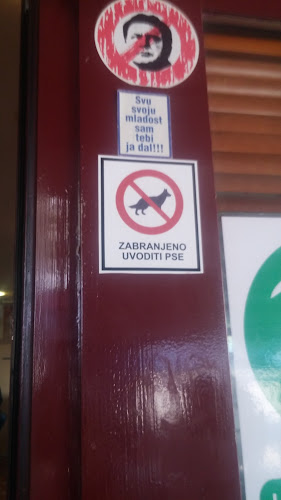 Svu
svoju
mladost
sam
tebi
ja dal!!!
ZABRANJENO
UVODITI PSE